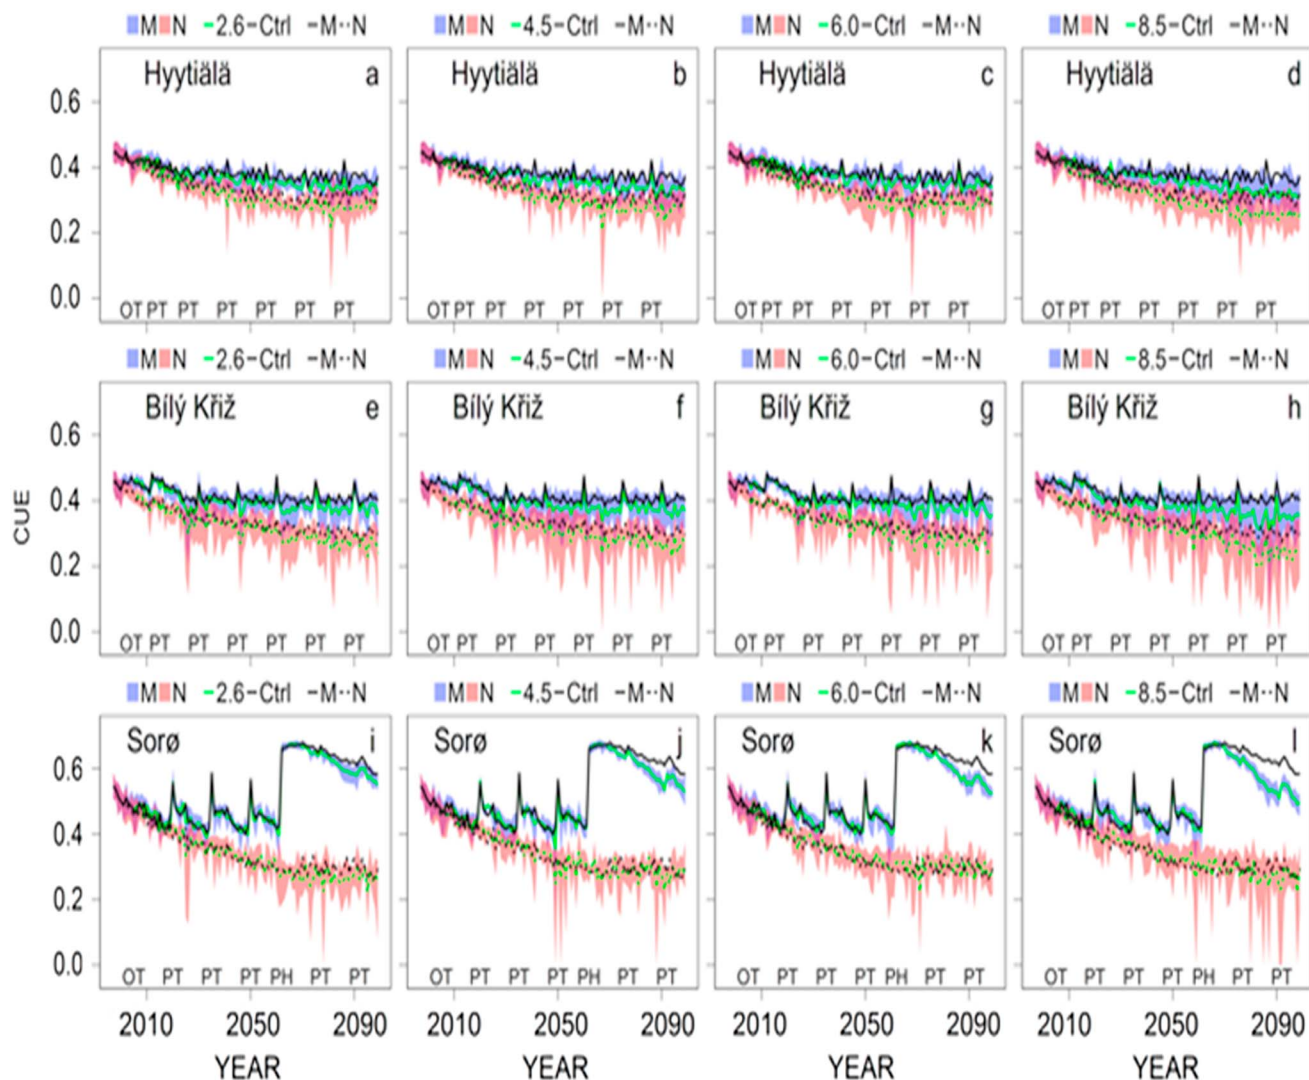 M N 2.6 Ctrl M N M N 4.5 Ctrl M N M N 6.0 Ctrl M N M N 8.5 Ctrl M N
Hyytiälä a Hyytiälä b Hyytiälä c Hyytiälä d
0.6
0.4
0.2
0.0
OT PT PT PT PT PT PT OT PT PT PT PT PT PT OT PT PT PT PT PT PT OT PT PT PT PT PT PT
M N 2.6 Ctrl M N M N 4.5 Ctrl M N M N 6.0 Ctrl M N M N 8.5 Ctrl M N
Bílý Křiž e Bílý Křiž f Bílý Křiž g Bílý Křiž h
0.6
0.4
CUE
0.2
0.0
OT PT PT PT PT PT PT OT PT PT PT PT PT PT OT PT PT PT PT PT PT OT PT PT PT PT PT PT
M N 2.6 Ctrl M N M N 4.5 Ctrl M N M N 6.0 Ctrl M N M N 8.5 Ctrl M N
Sorø i Sorø j Sorø k Sorø l
0.6
0.4
0.2
0.0
OT PT PT PT PH PT PT OT PT PT PT PH PT PT OT PT PT PT PH PT PT OT PT PT PT PH PT PT
2010 2050 2090 2010 2050 2090 2010 2050 2090 2010 2050 2090
YEAR YEAR YEAR YEAR